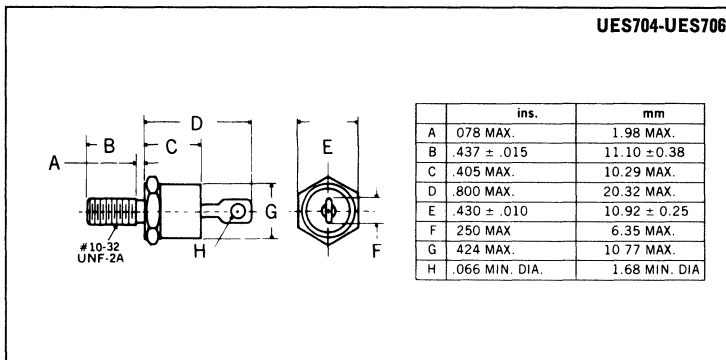 UES704-UES706
D
B
C
E
A
G
H
F
#10-32
UNF-2A
ins. mm
A 078 MAX. 1.98 MAX.
B .437 ± .015 11.10 ±0.38
C .405 MAX. 10.29 MAX.
D .800 MAX. 20.32 MAX.
E .430 ± .010 10.92 ± 0.25
F 250 MAX 6.35 MAX.
G 424 MAX. 10 77 MAX.
H .066 MIN. DIA. 1.68 MIN. DIA